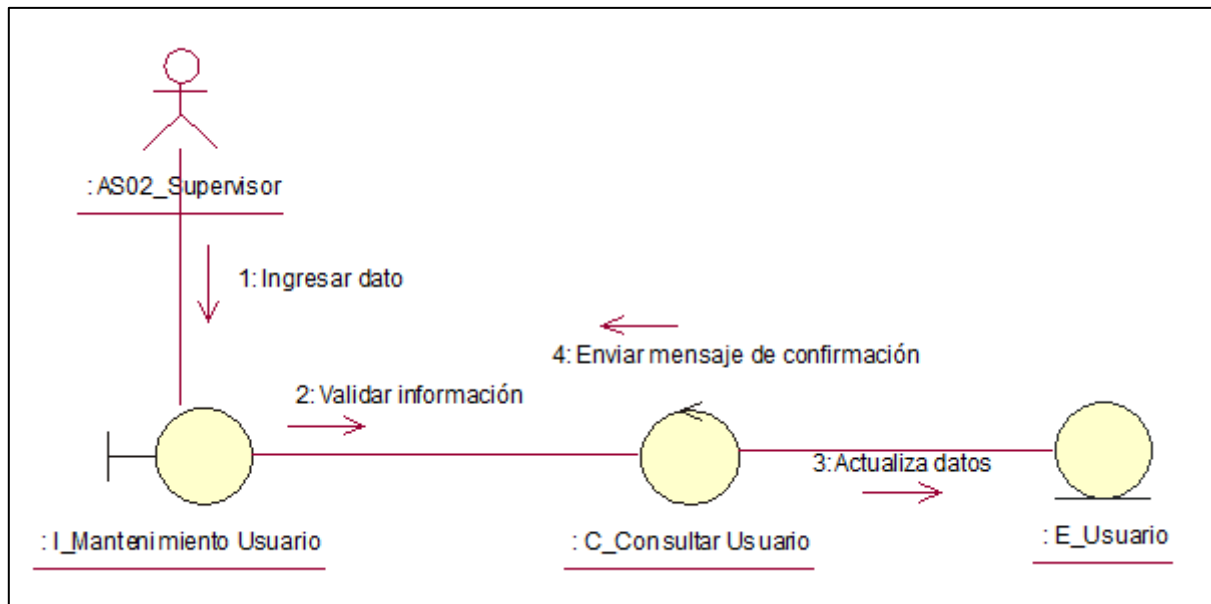 : AS02_Supervisor
1: Ingresar dato
4: Enviar mensaje de confirmación
2: Validar información
3: Actualiza datos
: I_Mantenimiento Usuario
: C_Consultar Usuario
: E_Usuario